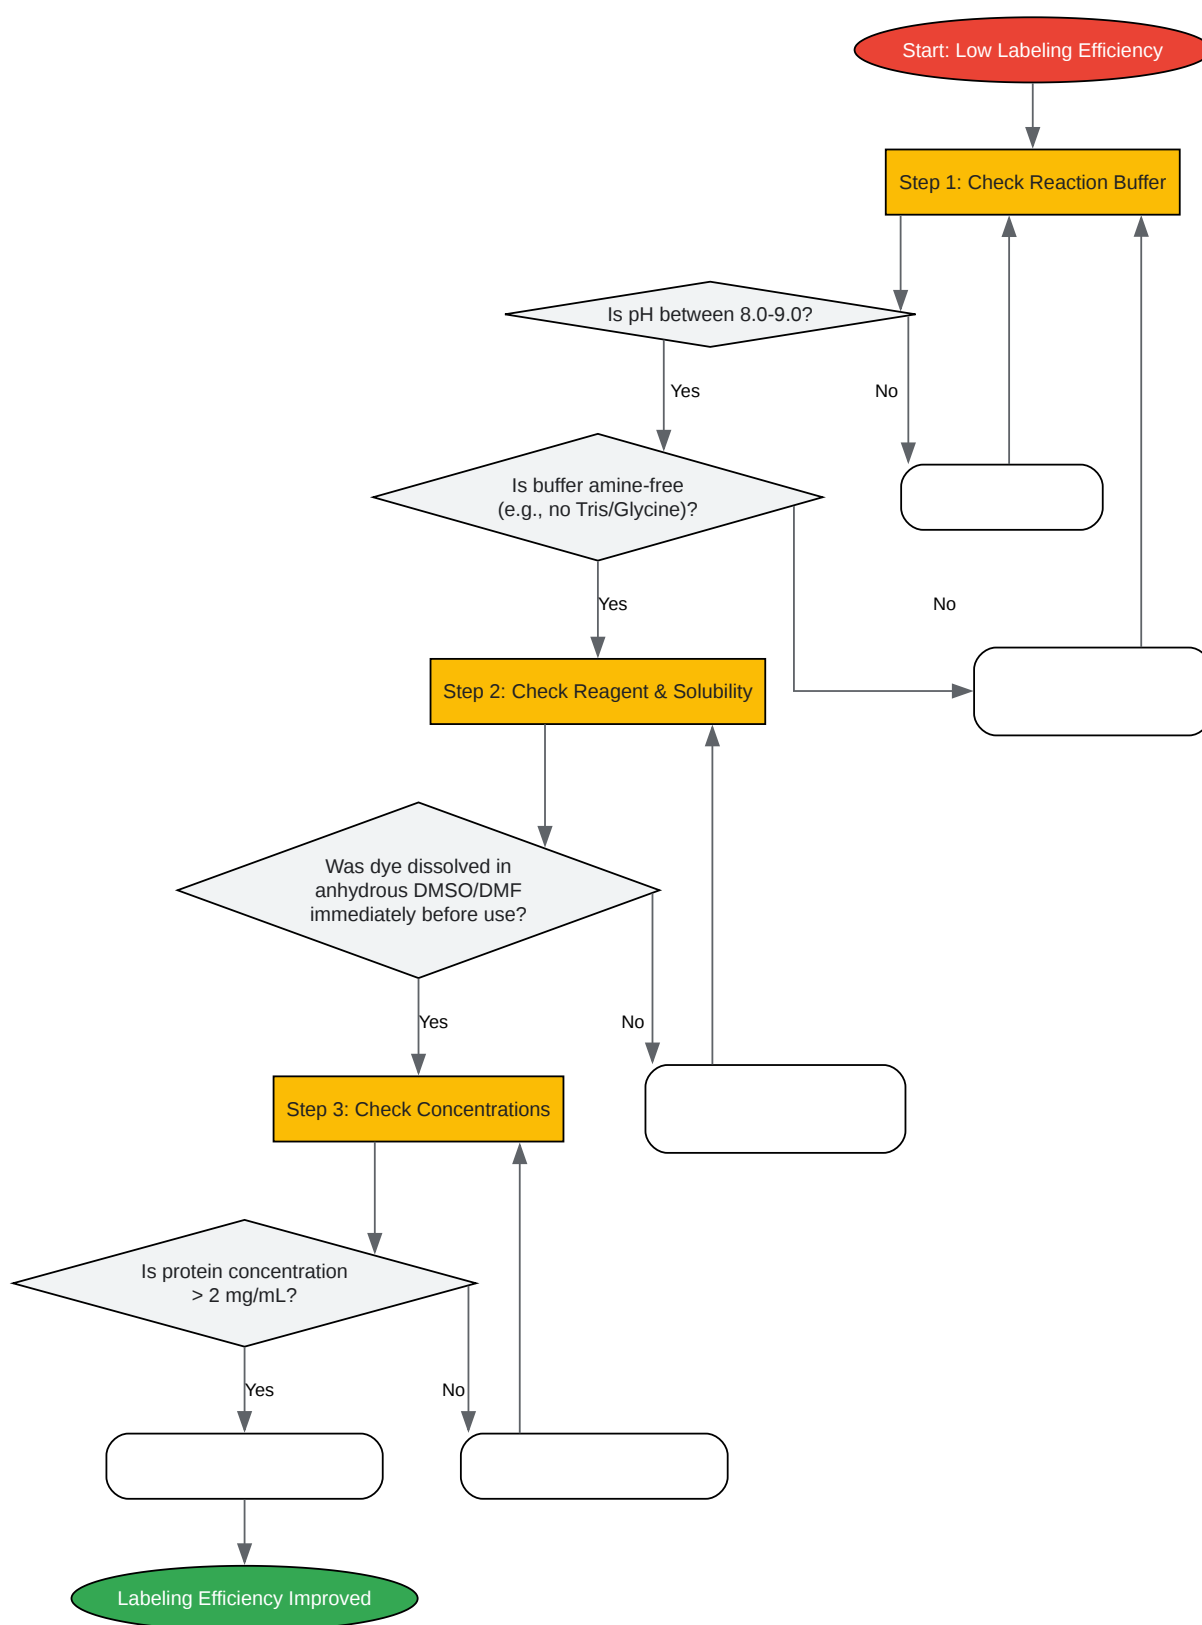 Start: Low Labeling Efficiency
Step 1: Check Reaction Buffer
Is pH between 8.0-9.0?
Yes
No
Is buffer amine-free
(e.g., no Tris/Glycine)?
Yes
No
Step 2: Check Reagent & Solubility
Was dye dissolved in
anhydrous DMSO/DMF
immediately before use?
Yes
No
Step 3: Check Concentrations
Is protein concentration
> 2 mg/mL?
Yes
No
Labeling Efficiency Improved